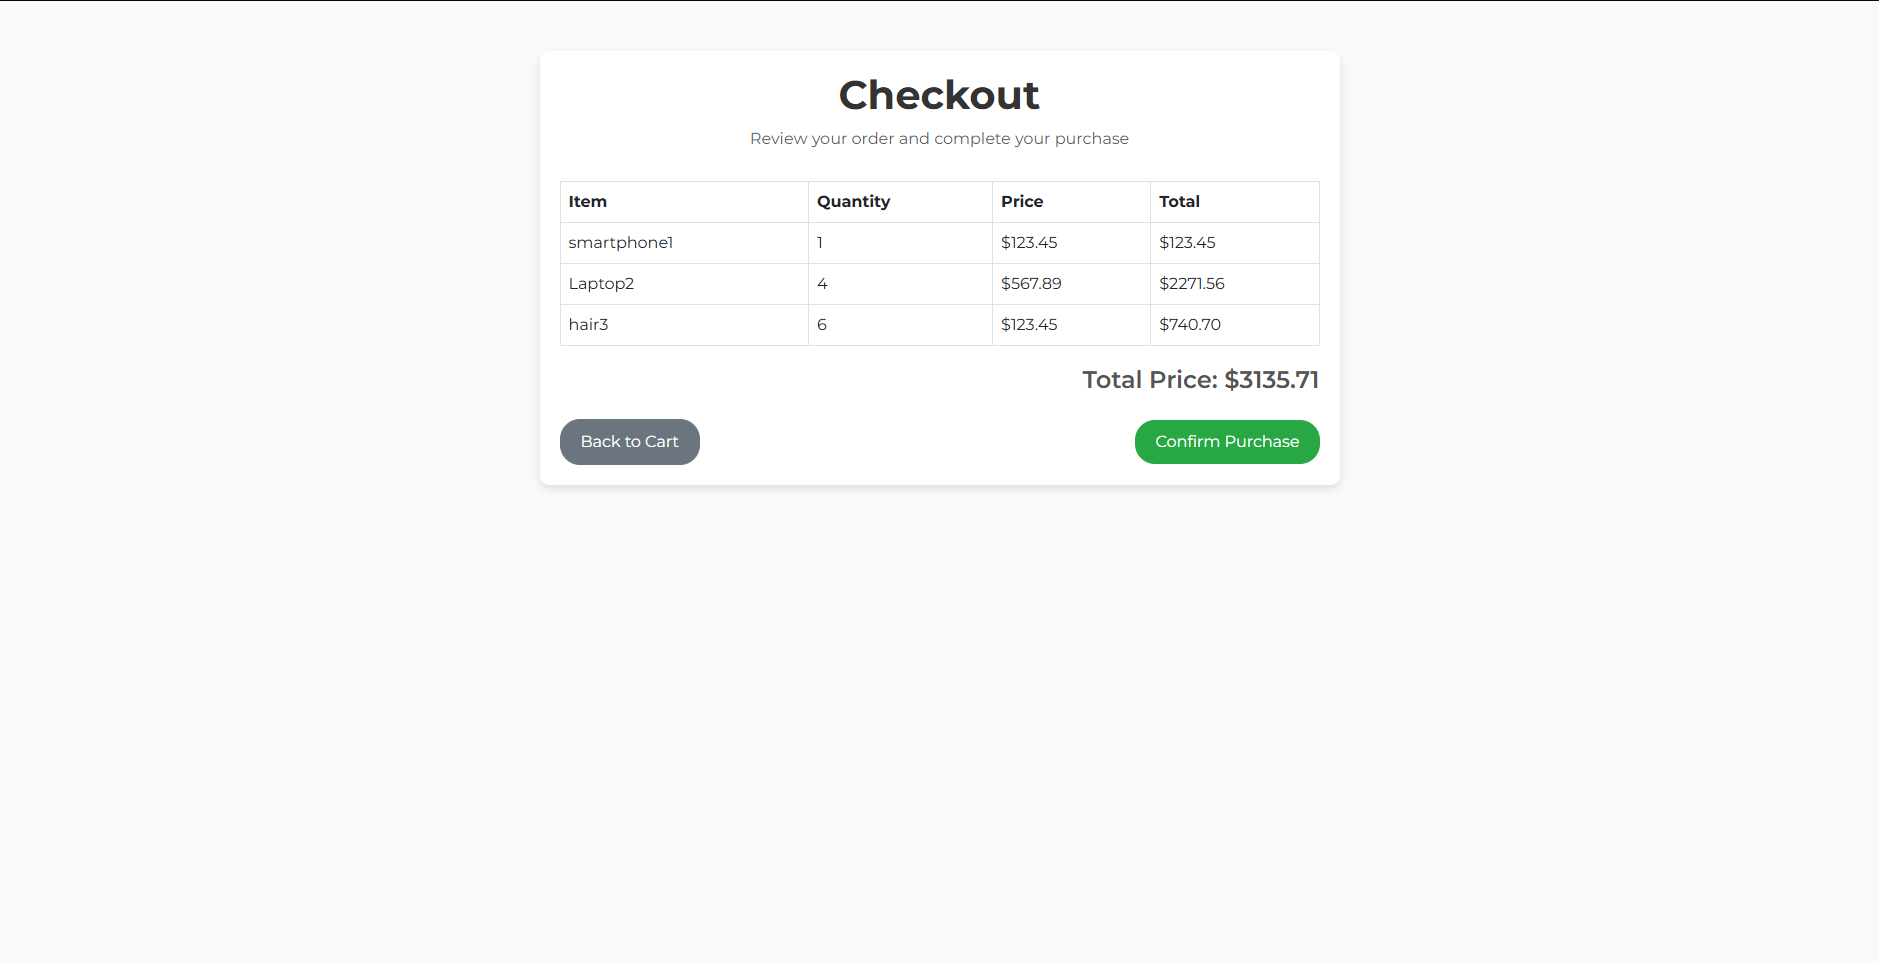 Checkout
Review your order and complete your purchase
Item Quantity Price Total
smartphone1 1 $123.45 $123.45
Laptop2 4 $567.89 $2271.56
hair3 6 $123.45 $740.70
Total Price: $3135.71
Back to Cart Confirm Purchase